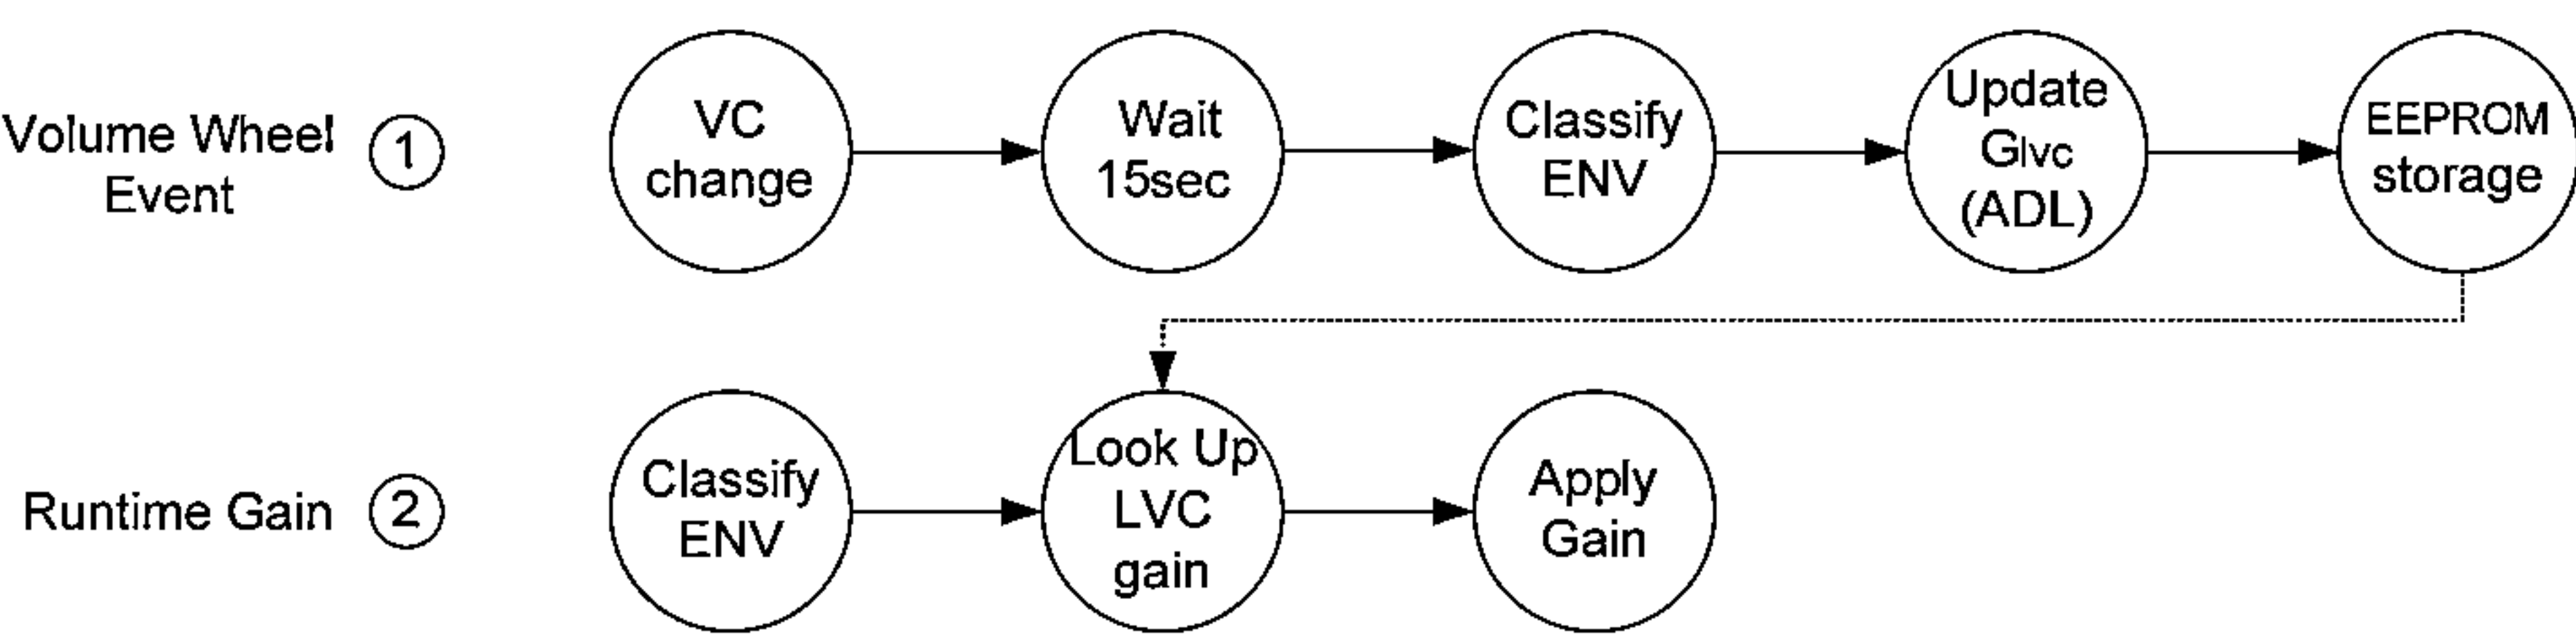 Volume Wheel
Event
1
VC
change
Wait
15sec
Classify
ENV
Update
Glvc
(ADL)
EEPROM
storage
Runtime Gain
2
Classify
ENV
Look Up
LVC
gain
Apply
Gain